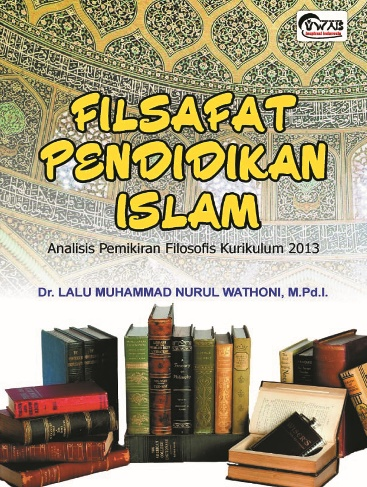 FILSAFAT
PENDIDIKAN
ISLAM
Analisis Pemikiran Filosofis Kurikulum 2013
Dr. LALU MUHAMMAD NURUL WATHONI, M.Pd.I.